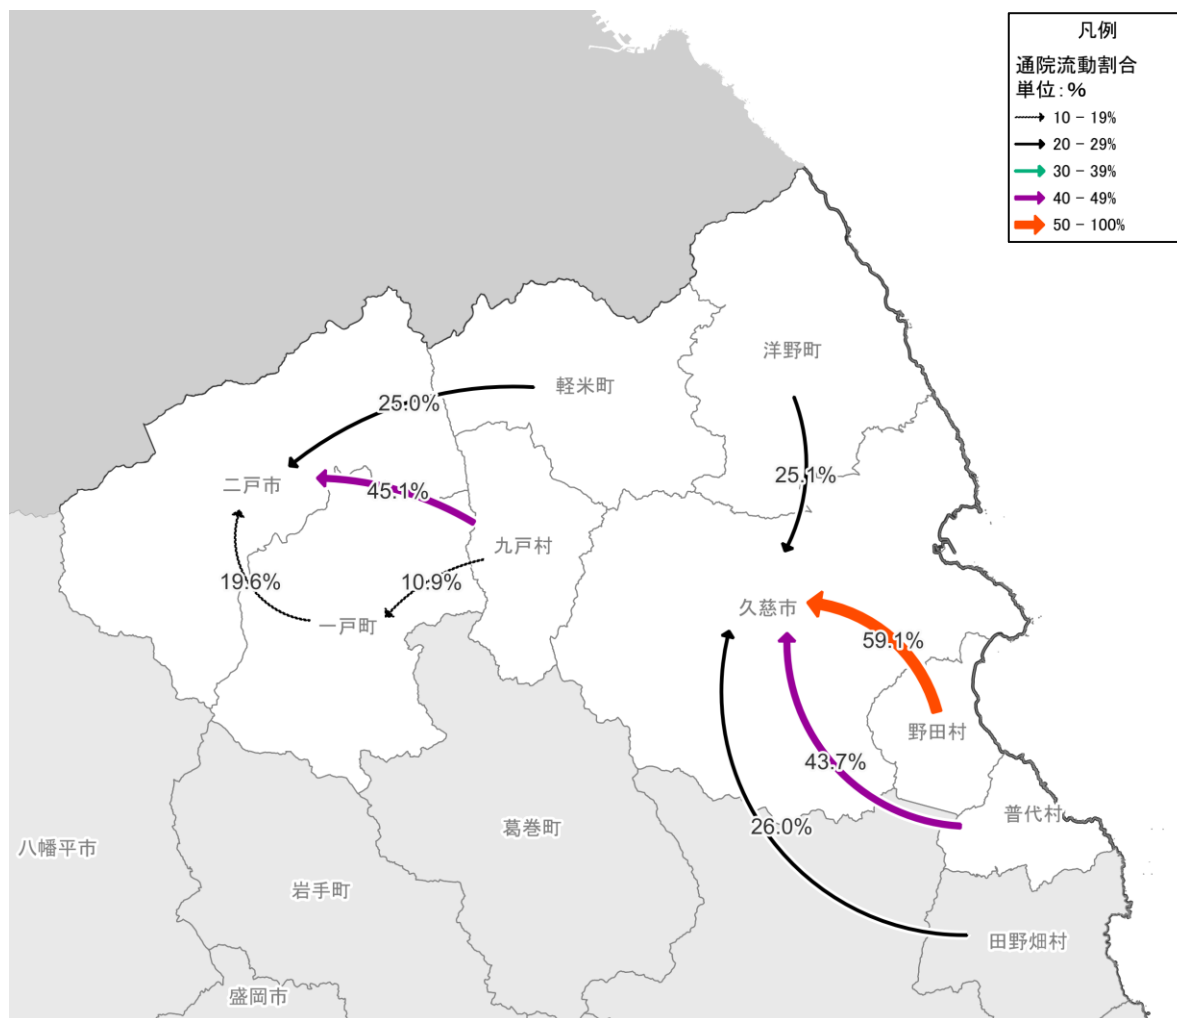 凡例
通院流動割合
単位:%
10 − 19%
20 − 29%
30 − 39%
40 − 49%
50 − 100%
洋野町
軽米町
25.0%
二戸市
45.1%
25.1%
九戸村
19.6%
10.9%
一戸町
久慈市
59.1%
野田村
43.7%
普代村
26.0%
葛巻町
八幡平市
岩手町
田野畑村
盛岡市